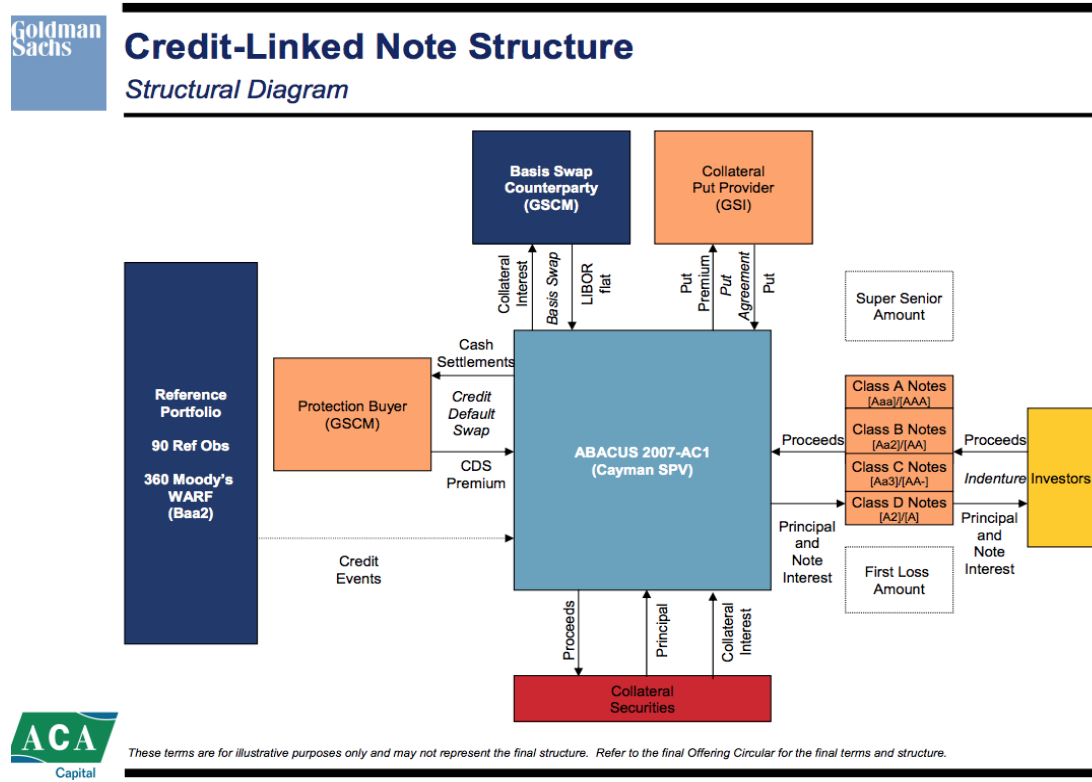 Goldman
Sachs
Credit-Linked Note Structure
Structural Diagram
Basis Swap
Counterparty
(GSCM)
Collateral
Put Provider
(GSI)
Collateral
Interest
Basis Swap
LIBOR
flat
Put
Premium
Put
Agreement
Put
Super Senior
Amount
Reference
Portfolio
90 Ref Obs
360 Moody's
WARF
(Baa2)
Cash
Settlements
Protection Buyer
(GSCM)
Credit
Default
Swap
CDS
Premium
Credit
Events
ABACUS 2007-AC1
(Cayman SPV)
Proceeds
Principal
and
Note
Interest
Class A Notes
[Aaa]/[AAA]
Class B Notes
[Aa2]/[AA]
Class C Notes
[Aa3]/[AA-]
Class D Notes
[A2]/[A]
Proceeds
Indenture
Principal
and
Note
Interest
Investors
First Loss
Amount
Proceeds
Principal
Collateral
Interest
Collateral
Securities
ACA
Capital
These terms are for illustrative purposes only and may not represent the final structure. Refer to the final Offering Circular for the final terms and structure.